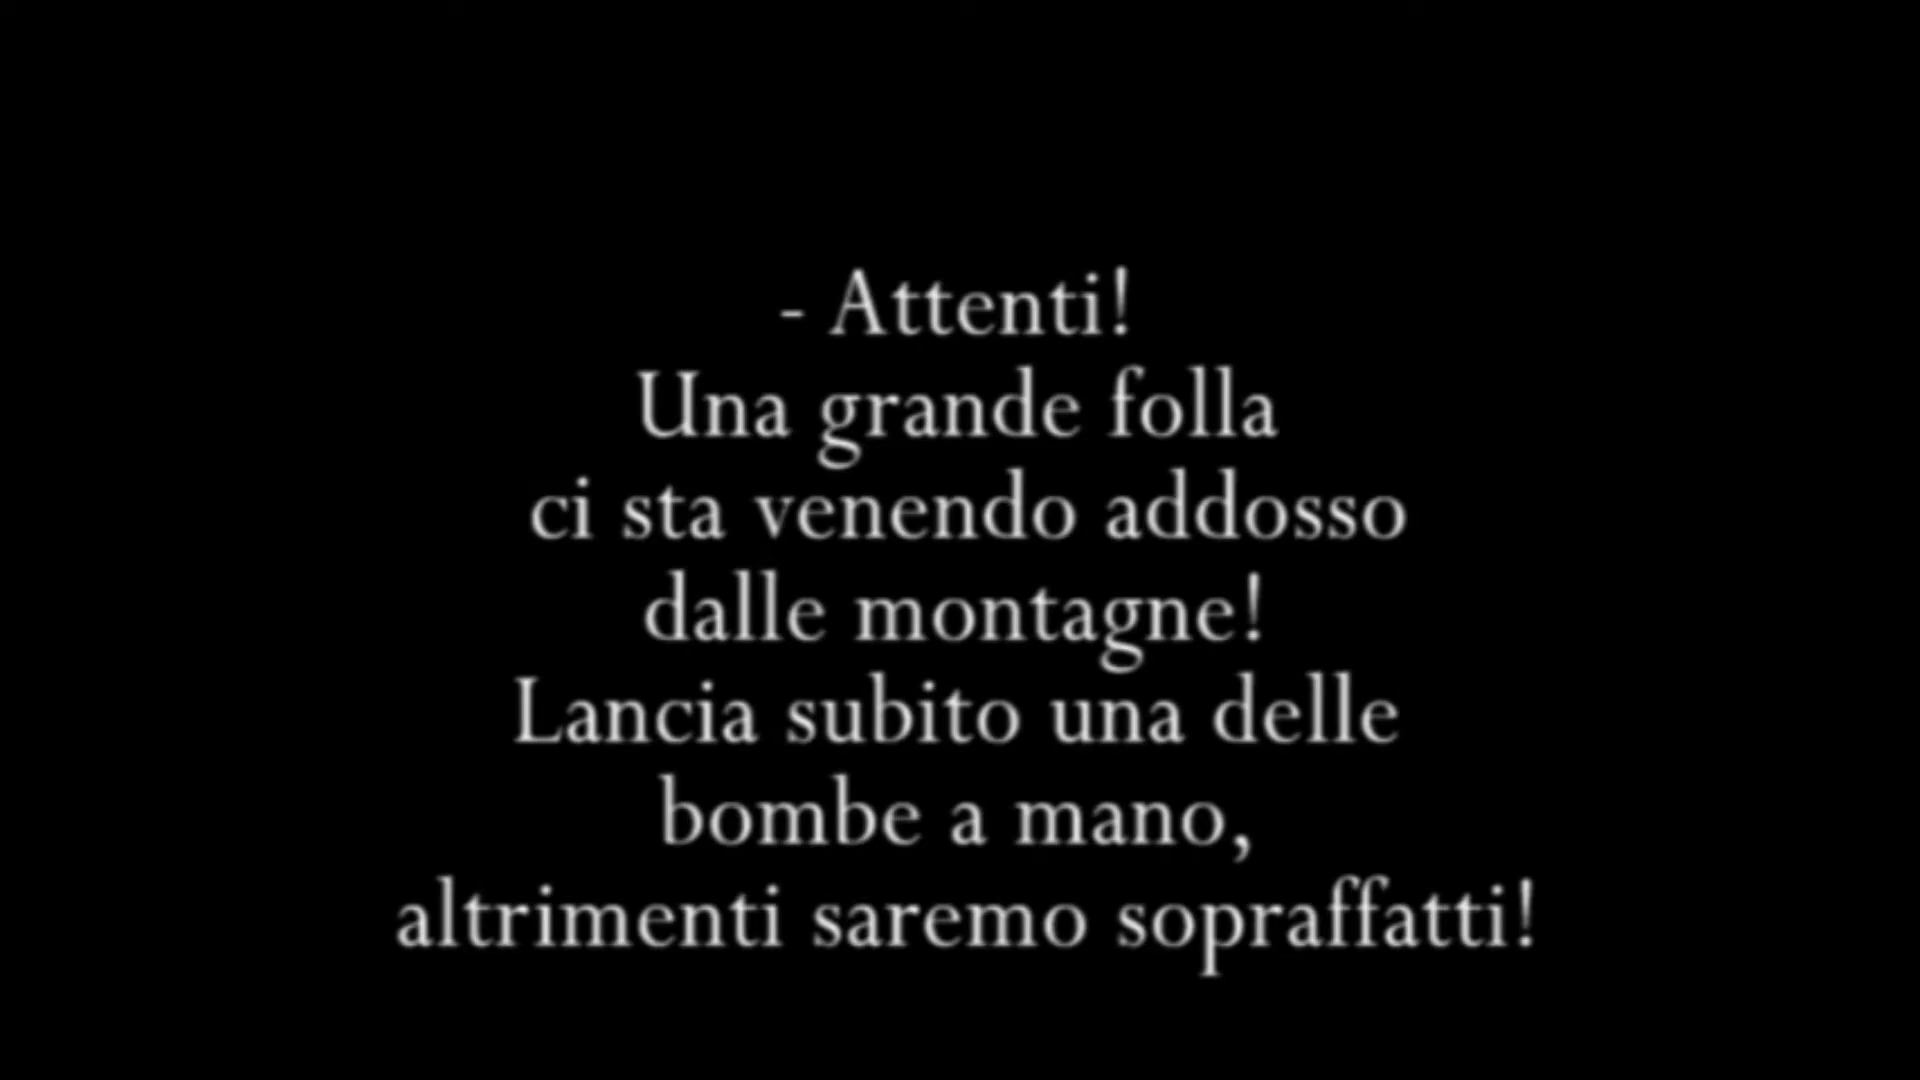 - Attenti!
Una grande folla
ci sta venendo addosso
dalle montagne!
Lancia subito una delle
bombe a mano,
altrimenti saremo sopraffatti!